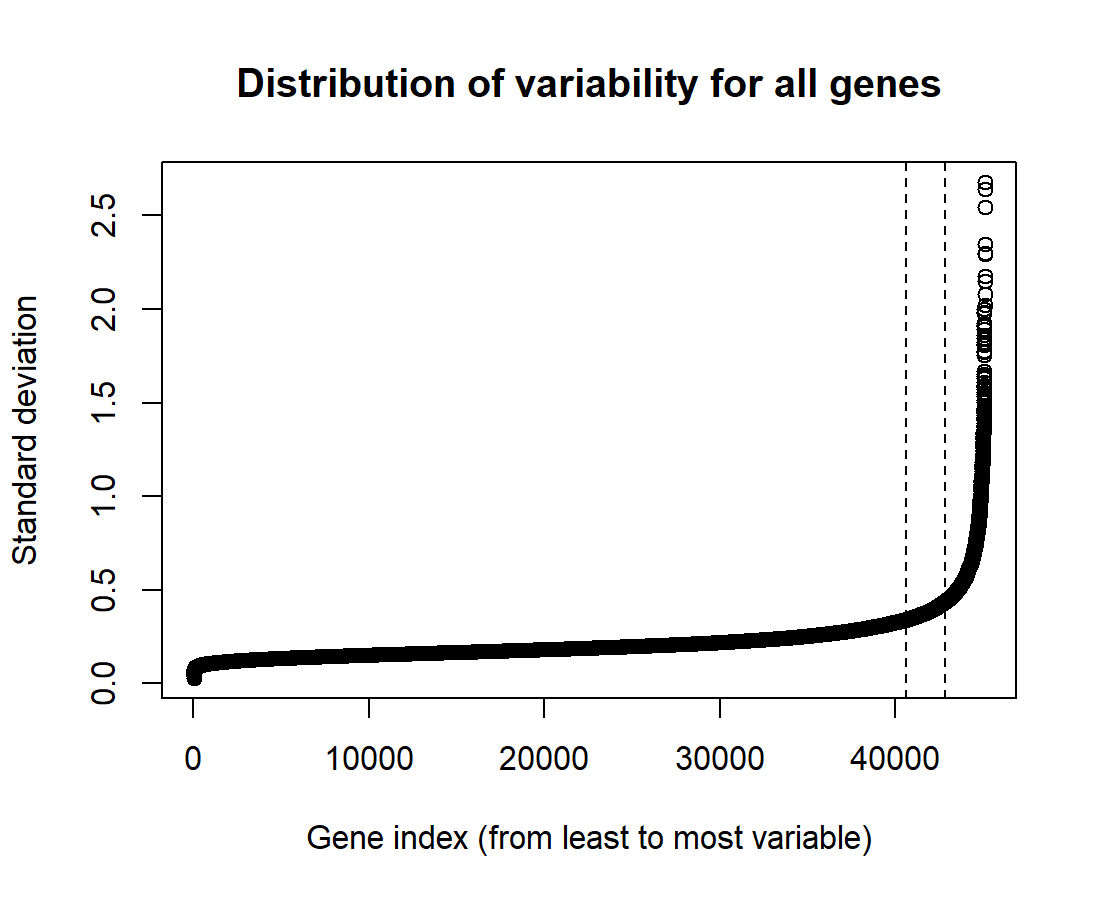 Distribution of variability for all genes
Standard deviation
2.5
2.0
1.5
1.0
0.5
0.0
0 10000 20000 30000 40000
Gene index (from least to most variable)